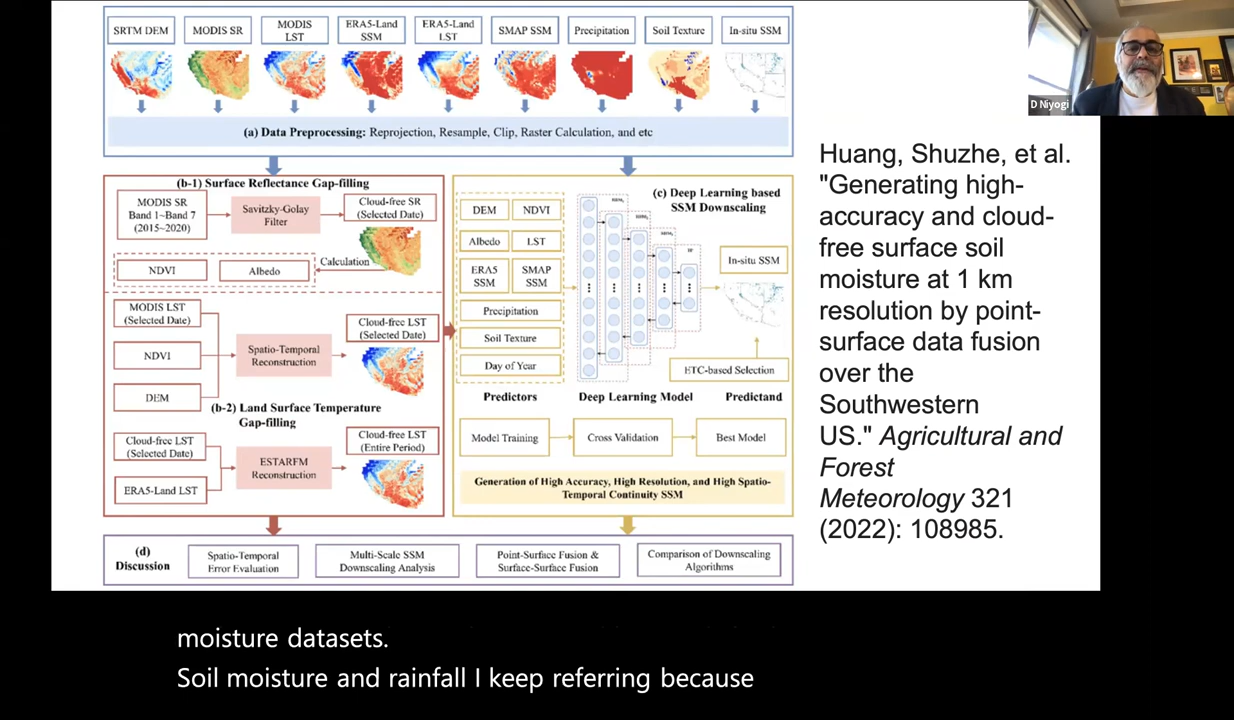 SRTM DEM
MODIS SR
MODIS
LST
ERA5-Land
SSM
ERA5-Land
LST
SMAP SSM
Precipitation
Soil Texture
In-situ SSM
(a) Data Preprocessing: Reprojection, Resample, Clip, Raster Calculation, and etc
(b-1) Surface Reflectance Gap-filling
MODIS SR
Band 1~Band 7
(2015~2020)
Savitzky-Golay
Filter
Cloud-free SR
(Selected Date)
NDVI
Albedo
Calculation
MODIS LST
(Selected Date)
NDVI
DEM
Spatio-Temporal
Reconstruction
Cloud-free LST
(Selected Date)
(b-2) Land Surface Temperature
Gap-filling
Cloud-free LST
(Selected Date)
ERA5-Land LST
ESTARFM
Reconstruction
Cloud-free LST
(Entire Period)
(c) Deep Learning based
SSM Downscaling
DEM
NDVI
Albedo
LST
ERA5
SSM
SMAP
SSM
Precipitation
Soil Texture
Day of Year
In-situ SSM
ETC-based Selection
Predictors
Deep Learning Model
Predictand
Model Training
Cross Validation
Best Model
Generation of High Accuracy, High Resolution, and High Spatio-
Temporal Continuity SSM
(d)
Discussion
Spatio-Temporal
Error Evaluation
Multi-Scale SSM
Downscaling Analysis
Point-Surface Fusion &
Surface-Surface Fusion
Comparison of Downscaling
Algorithms
D Niyogi
Huang, Shuzhe, et al.
"Generating high-
accuracy and cloud-
free surface soil
moisture at 1 km
resolution by point-
surface data fusion
over the
Southwestern
US." Agricultural and
Forest
Meteorology 321
(2022): 108985.
moisture datasets.
Soil moisture and rainfall I keep referring because